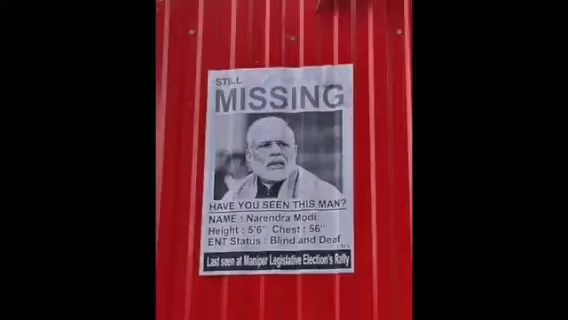 STILL
MISSING
HAVE YOU SEEN THIS MAN?
NAME : Narendra Modi
Height : 5'6" Chest : 56"
ENT Status : Blind and Deaf
Last seen at Manipur Legislative Election's Rally